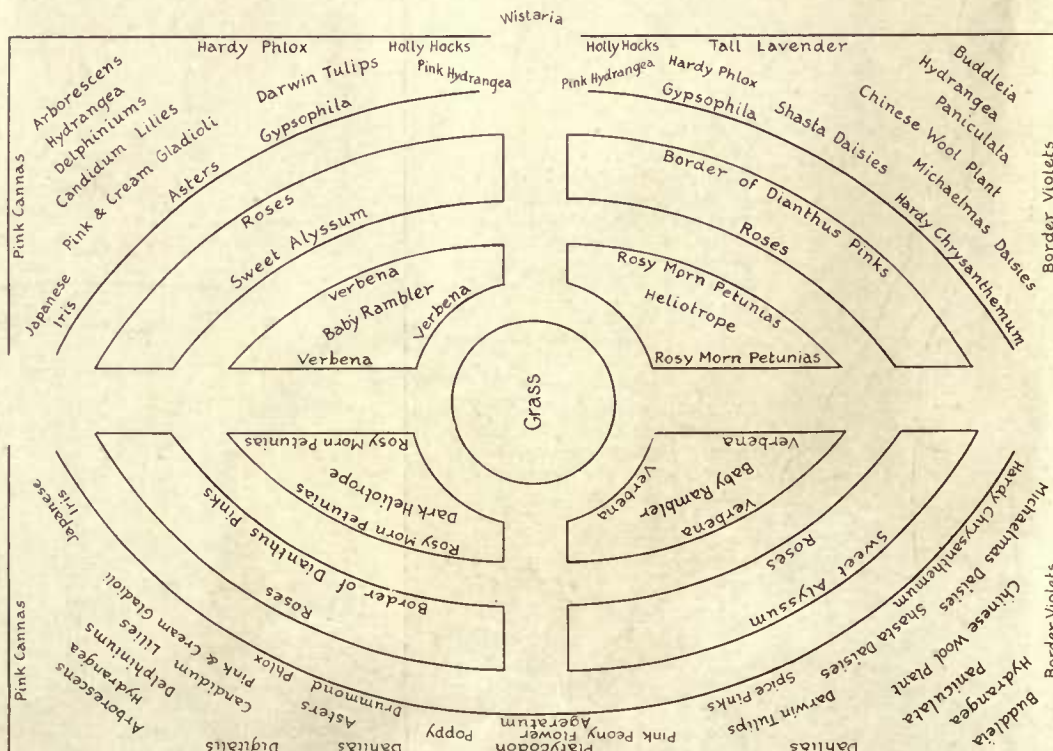 Wistaria
Hardy Phlox
Holly Hocks
Holly Hocks
Tall Lavender
Darwin Tulips
Pink Hydrangea
Pink Hydrangea
Hardy Phlox
Gypsophila
Gypsophila
Shasta Daisies
Arborescens
Hydrangea
Delphiniums
Candidum Lilies
Pink & Cream Gladioli
Asters
Buddleia
Hydrangea
Paniculata
Chinese Wool Plant
Michaelmas Daisies
Hardy Chrysanthemum
Pink Cannas
Border Violets
Japanese
Iris
Roses
Sweet Alyssum
Border of Dianthus Pinks
Roses
Verbena
Baby Rambler
Verbena
Verbena
Rosy Morn Petunias
Heliotrope
Rosy Morn Petunias
Grass
Rosy Morn Petunias
Dark Heliotrope
Rosy Morn Petunias
Verbena
Verbena
Baby Rambler
Verbena
Border of Dianthus Pinks
Roses
Roses
Sweet Alyssum
Japanese
Iris
Pink Cannas
Border Violets
Hardy Chrysanthemum
Michaelmas Daisies
Chinese Wool Plant
Hydrangea
Paniculata
Buddleia
Shasta Daisies
Spice Pinks
Darwin Tulips
Dahlias
Pink & Cream Gladioli
Candidum Lilies
Delphiniums
Hydrangea
Arborescens
Drummond Phlox
Asters
Digitalis
Dahlias
Poppy
Ageratum
Pink Peony Flower
Platycodon